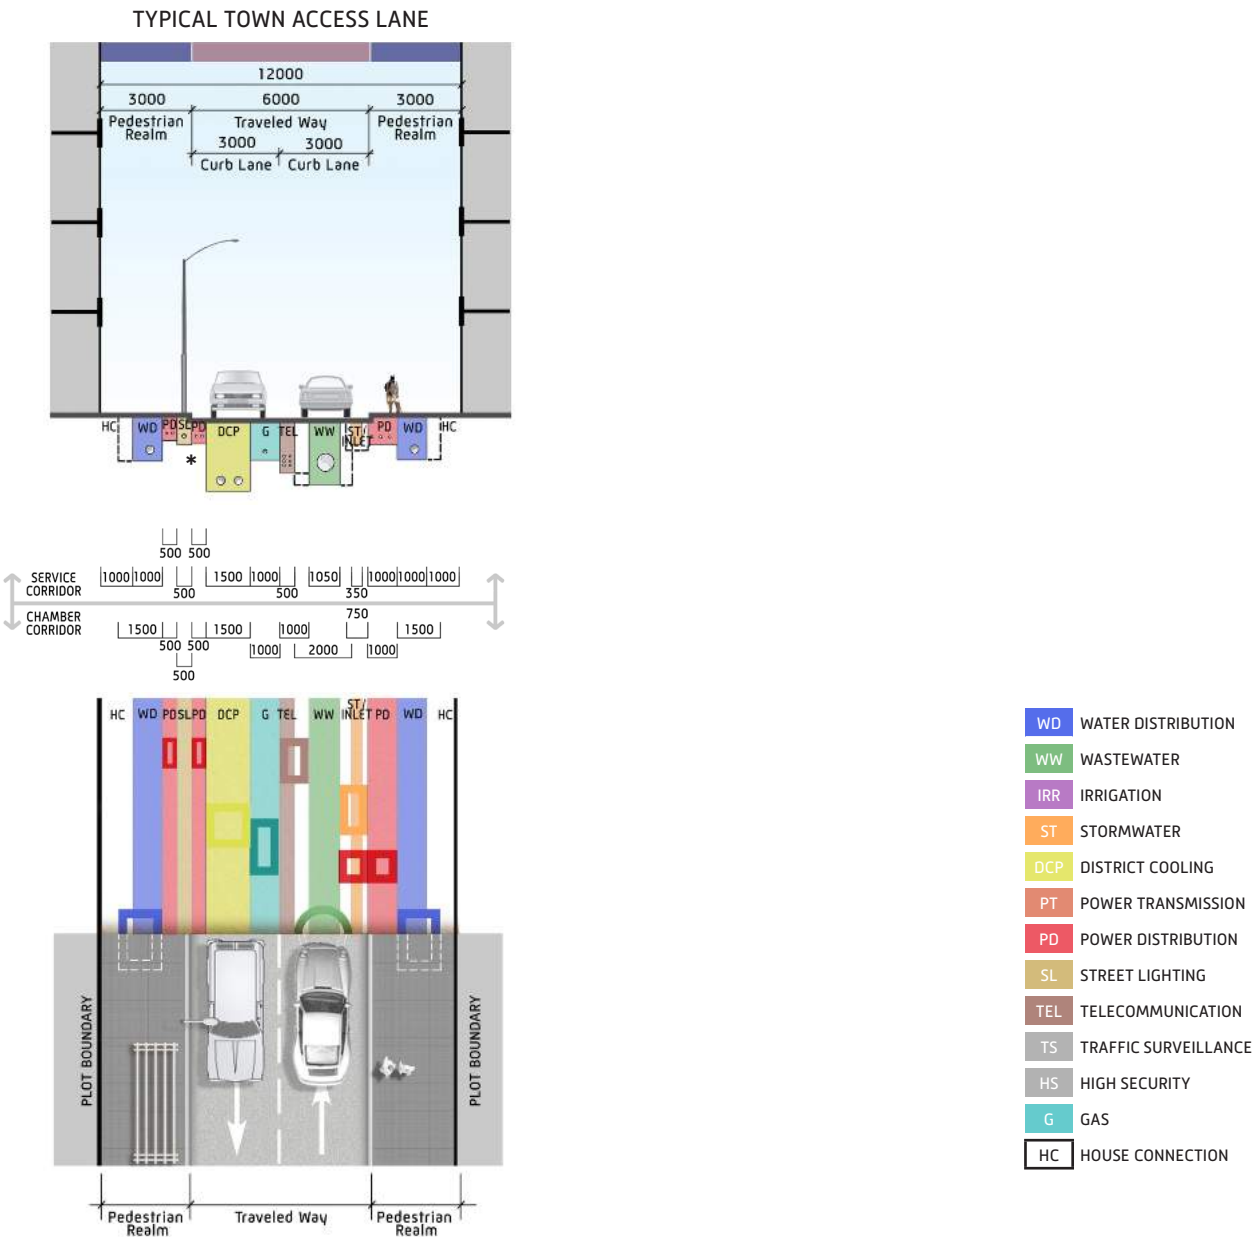 TYPICAL TOWN ACCESS LANE
12000
3000 6000 3000
Pedestrian Realm Traveled Way Pedestrian Realm
3000 3000
Curb Lane Curb Lane
HC WD PD SL PD DCP G TEL WW ST/ INLET PD WD HC
*
500 500
SERVICE CORRIDOR 1000 1000 1500 1000 1050 1000 1000 1000
500 500 350
CHAMBER CORRIDOR 750
1500 1500 1000 1500
500 500 1000 2000 1000
500
HC WD PD SL PD DCP G TEL WW ST/ INLET PD WD HC
PLOT BOUNDARY
PLOT BOUNDARY
Pedestrian Realm Traveled Way Pedestrian Realm
WD WATER DISTRIBUTION
WW WASTEWATER
IRR IRRIGATION
ST STORMWATER
DCP DISTRICT COOLING
PT POWER TRANSMISSION
PD POWER DISTRIBUTION
SL STREET LIGHTING
TEL TELECOMMUNICATION
TS TRAFFIC SURVEILLANCE
HS HIGH SECURITY
G GAS
HC HOUSE CONNECTION